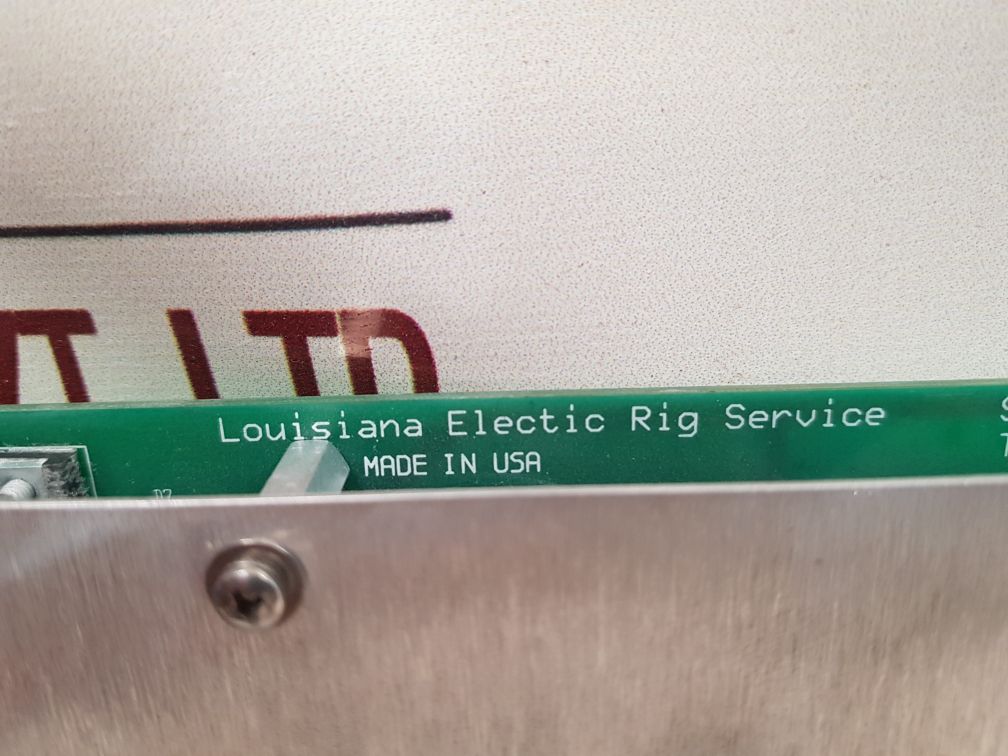 LTD
Louisiana Electic Rig Service
MADE IN USA